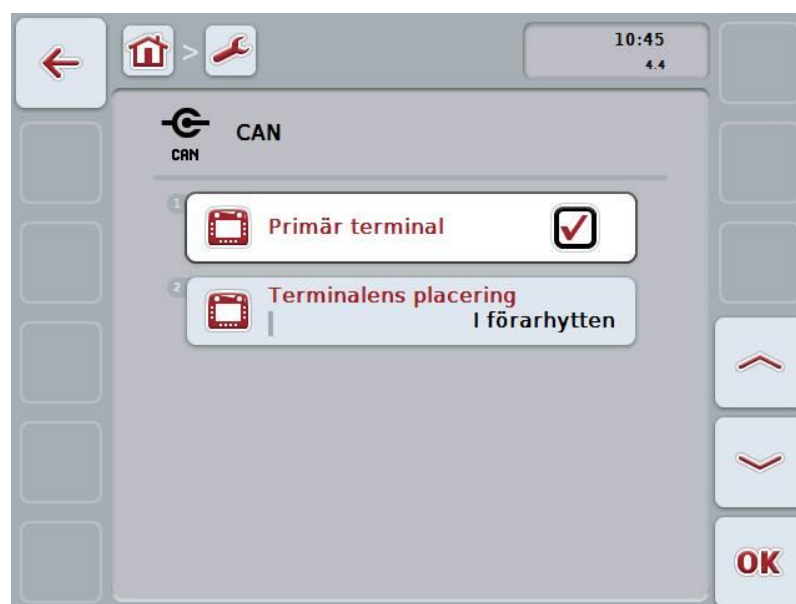 >
10:45
4.4
CAN
CAN
1
Primär terminal
2
Terminalens placering
I förarhytten
OK